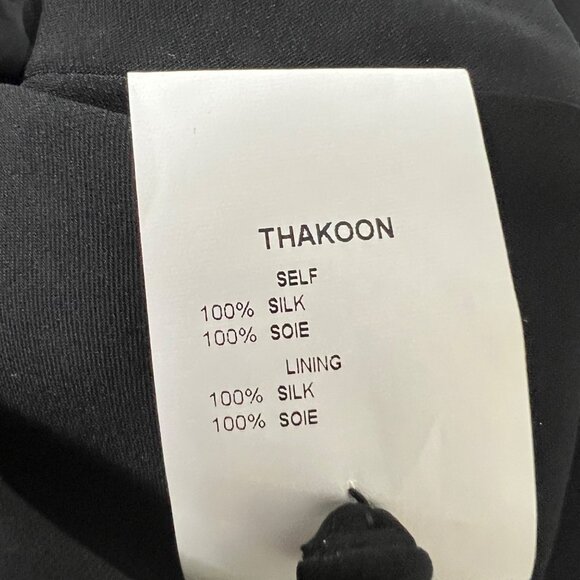 THAKOON
SELF
100% SILK
100% SOIE
LINING
100% SILK
100% SOIE